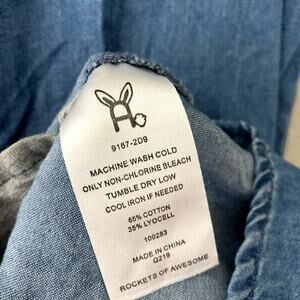 9167-2D9
MACHINE WASH COLD
ONLY NON-CHLORINE BLEACH
TUMBLE DRY LOW
COOL IRON IF NEEDED
65% COTTON
35% LYOCELL
100283
MADE IN CHINA
QZ19
ROCKETS OF AWESOME